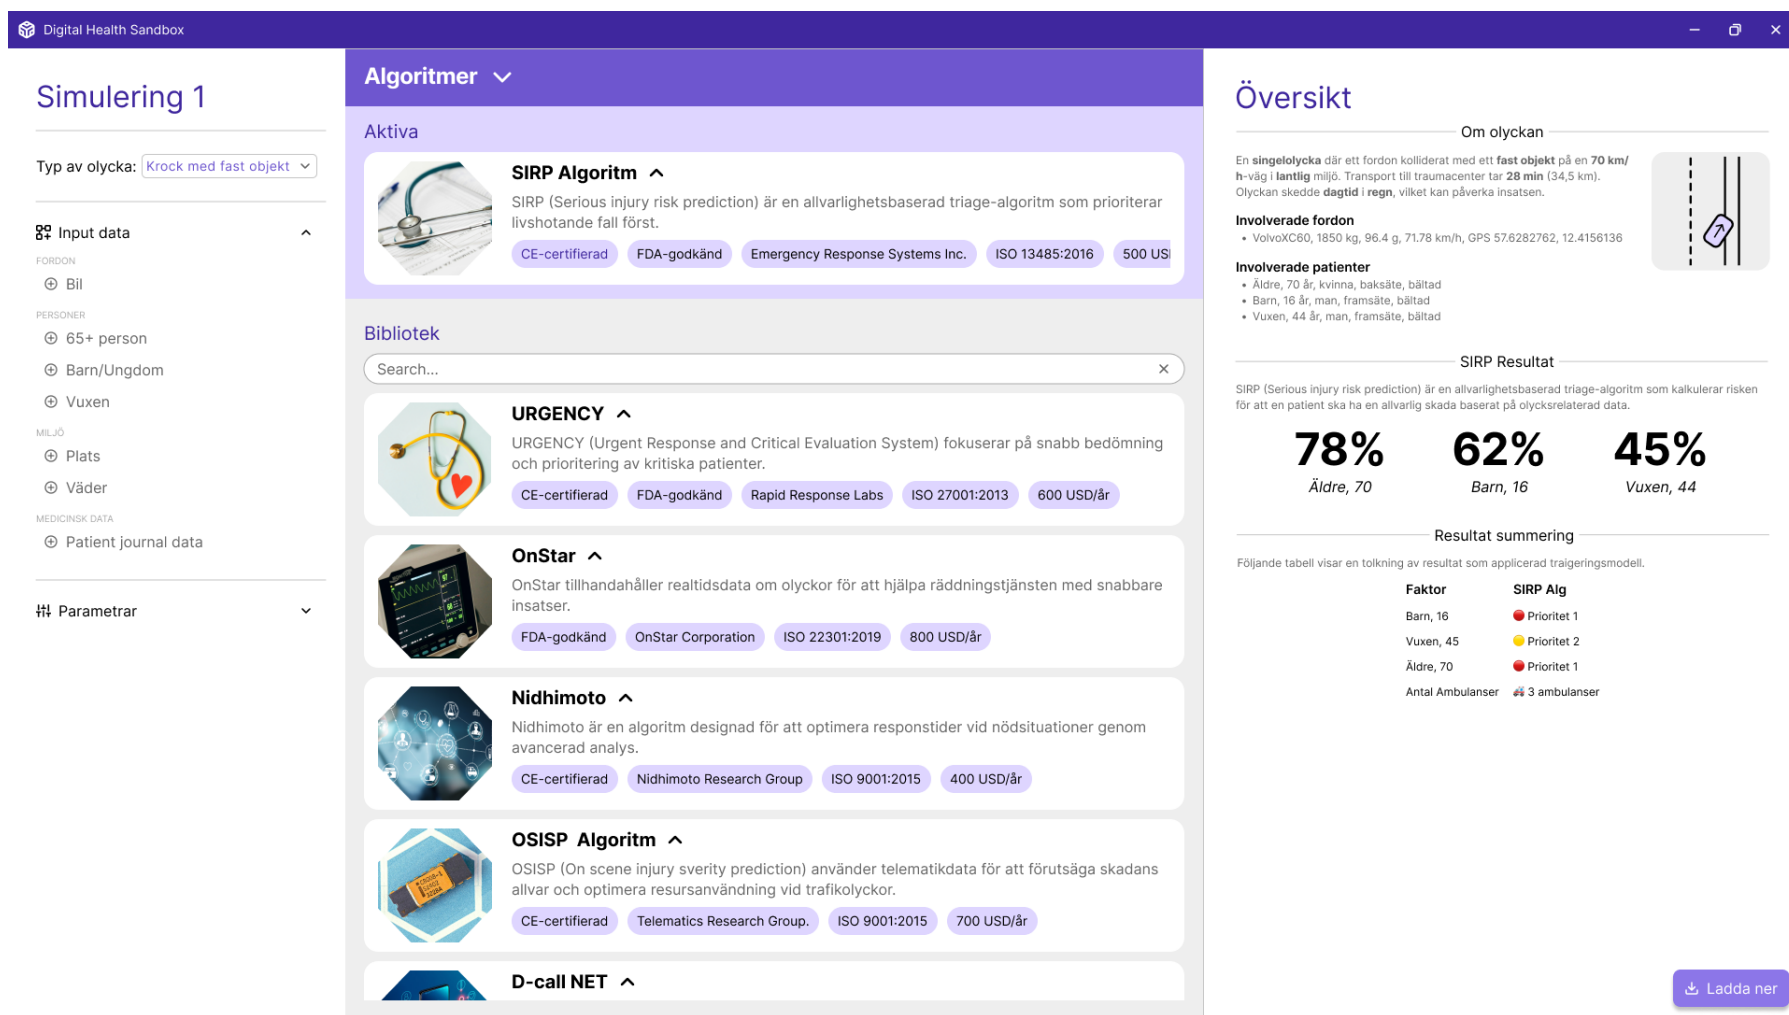 Digital Health Sandbox
Simulering 1
Typ av olycka: Krock med fast objekt
Input data
FORDON
Bil
PERSONER
65+ person
Barn/Ungdom
Vuxen
MILJÖ
Plats
Väder
MEDICINSK DATA
Patient journal data
Parametrar
Algoritmer
Aktiva
SIRP Algoritm
SIRP (Serious injury risk prediction) är en allvarlighetsbaserad triage-algoritm som prioriterar
livshotande fall först.
CE-certifierad FDA-godkänd Emergency Response Systems Inc. ISO 13485:2016 500 US
Bibliotek
Search...
URGENCY
URGENCY (Urgent Response and Critical Evaluation System) fokuserar på snabb bedömning
och prioritering av kritiska patienter.
CE-certifierad FDA-godkänd Rapid Response Labs ISO 27001:2013 600 USD/år
OnStar
OnStar tillhandahåller realtidsdata om olyckor för att hjälpa räddningstjänsten med snabbare
insatser.
FDA-godkänd OnStar Corporation ISO 22301:2019 800 USD/år
Nidhimoto
Nidhimoto är en algoritm designad för att optimera responstider vid nödsituationer genom
avancerad analys.
CE-certifierad Nidhimoto Research Group ISO 9001:2015 400 USD/år
OSISP Algoritm
OSISP (On scene injury sverity prediction) använder telematikdata för att förutsäga skadans
allvar och optimera resursanvändning vid trafikolyckor.
CE-certifierad Telematics Research Group. ISO 9001:2015 700 USD/år
D-call NET
Översikt
Om olyckan
En singelolycka där ett fordon kolliderat med ett fast objekt på en 70 km/
h-väg i lantlig miljö. Transport till traumacenter tar 28 min (34,5 km).
Olyckan skedde dagtid i regn, vilket kan påverka insatsen.
Involverade fordon
• VolvoXC60, 1850 kg, 96.4 g, 71.78 km/h, GPS 57.6282762, 12.4156136
Involverade patienter
• Äldre, 70 år, kvinna, baksäte, bältad
• Barn, 16 år, man, framsäte, bältad
• Vuxen, 44 år, man, framsäte, bältad
SIRP Resultat
SIRP (Serious injury risk prediction) är en allvarlighetsbaserad triage-algoritm som kalkulerar risken
för att en patient ska ha en allvarlig skada baserat på olycksrelaterad data.
78% 62% 45%
Äldre, 70 Barn, 16 Vuxen, 44
Resultat summering
Följande tabell visar en tolkning av resultat som applicerad traigeringsmodell.
Faktor SIRP Alg
Barn, 16 Prioritet 1
Vuxen, 45 Prioritet 2
Äldre, 70 Prioritet 1
Antal Ambulanser 3 ambulanser
Ladda ner